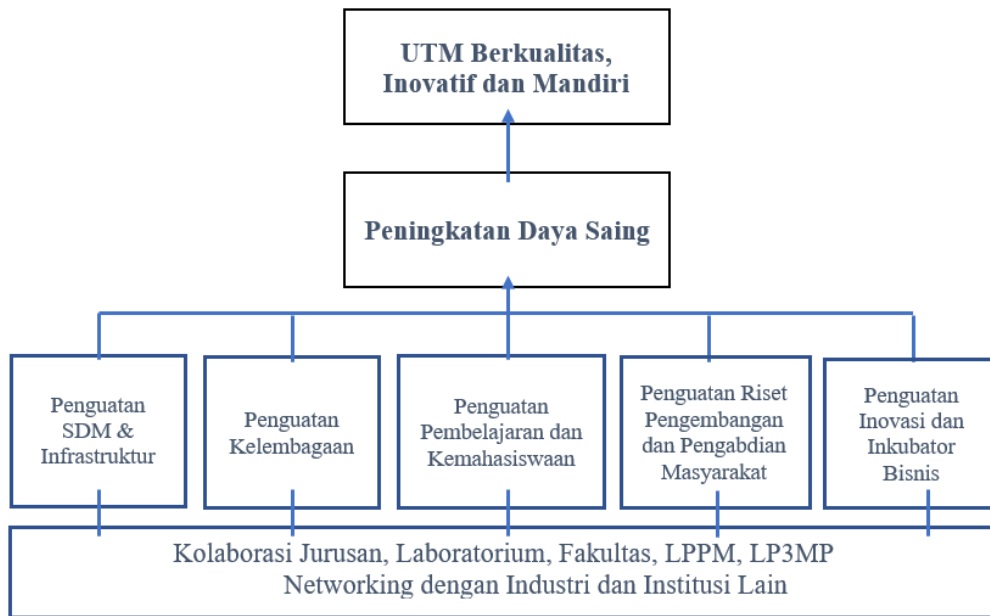 UTM Berkualitas,
Inovatif dan Mandiri
Peningkatan Daya Saing
Penguatan
SDM &
Infrastruktur
Penguatan
Kelembagaan
Penguatan
Pembelajaran dan
Kemahasiswaan
Penguatan Riset
Pengembangan
dan Pengabdian
Masyarakat
Penguatan
Inovasi dan
Inkubator
Bisnis
Kolaborasi Jurusan, Laboratorium, Fakultas, LPPM, LP3MP
Networking dengan Industri dan Institusi Lain